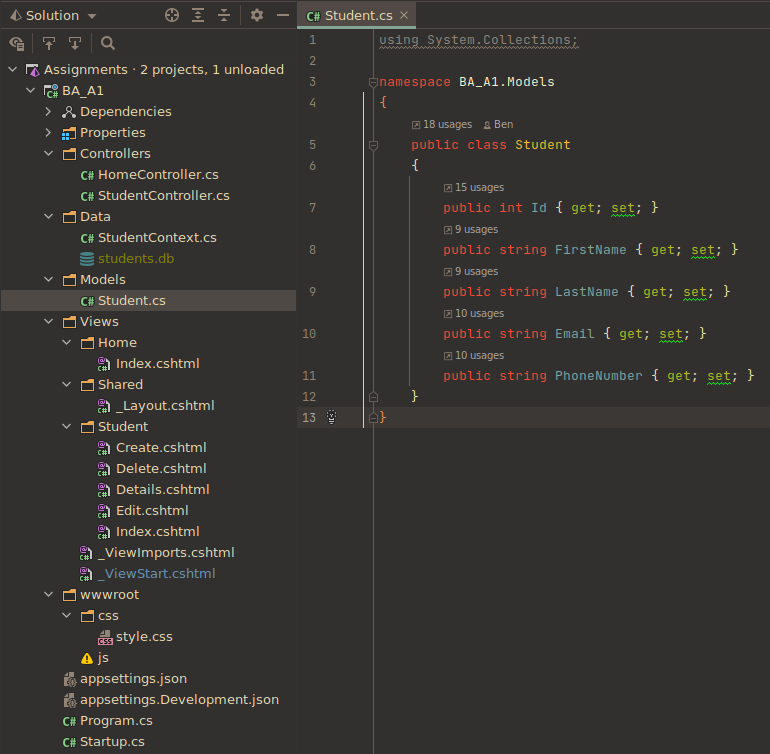 Solution
Student.cs
Assignments · 2 projects, 1 unloaded
BA_A1
Dependencies
Properties
Controllers
C# HomeController.cs
C# StudentController.cs
Data
C# StudentContext.cs
students.db
Models
C# Student.cs
Views
Home
Index.cshtml
Shared
_Layout.cshtml
Student
Create.cshtml
Delete.cshtml
Details.cshtml
Edit.cshtml
Index.cshtml
_ViewImports.cshtml
_ViewStart.cshtml
wwwroot
css
style.css
js
appsettings.json
appsettings.Development.json
C# Program.cs
C# Startup.cs
C# Student.cs
1 using System.Collections;
2
3 namespace BA_A1.Models
4 {
18 usages Ben
5 public class Student
6 {
15 usages
7 public int Id { get; set; }
9 usages
8 public string FirstName { get; set; }
9 usages
9 public string LastName { get; set; }
10 usages
10 public string Email { get; set; }
10 usages
11 public string PhoneNumber { get; set; }
12 }
13 }